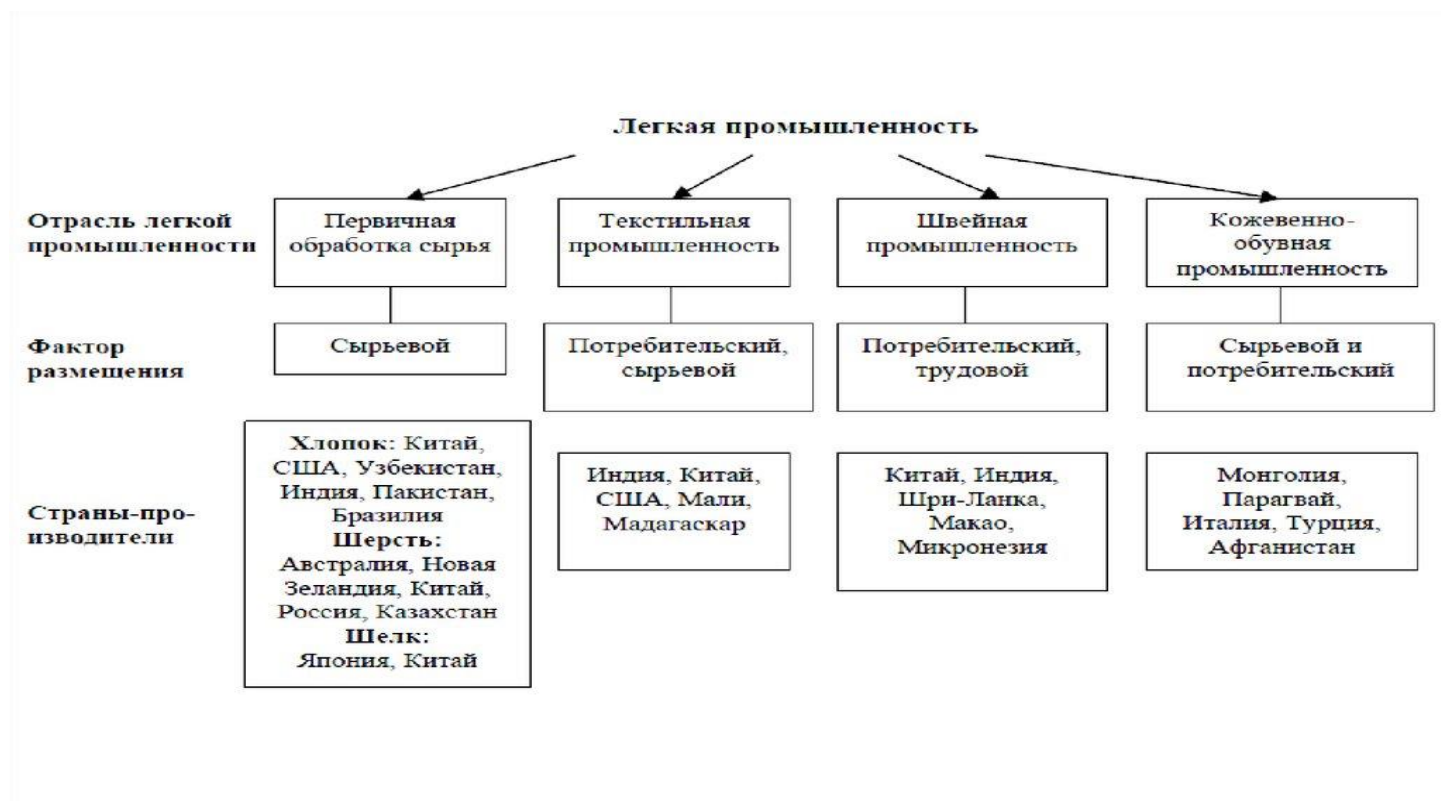 Легкая промышленность
Отрасль легкой
промышленности
Первичная
обработка сырья
Текстильная
промышленность
Швейная
промышленность
Кожевенно-
обувная
промышленность
Фактор
размещения
Сырьевой
Потребительский,
сырьевой
Потребительский,
трудовой
Сырьевой и
потребительский
Страны-про-
изводители
Хлопок: Китай,
США, Узбекистан,
Индия, Пакистан,
Бразилия
Шерсть:
Австралия, Новая
Зеландия, Китай,
Россия, Казахстан
Шелк:
Япония, Китай
Индия, Китай,
США, Мали,
Мадагаскар
Китай, Индия,
Шри-Ланка,
Макао,
Микронезия
Монголия,
Парагвай,
Италия, Турция,
Афганистан